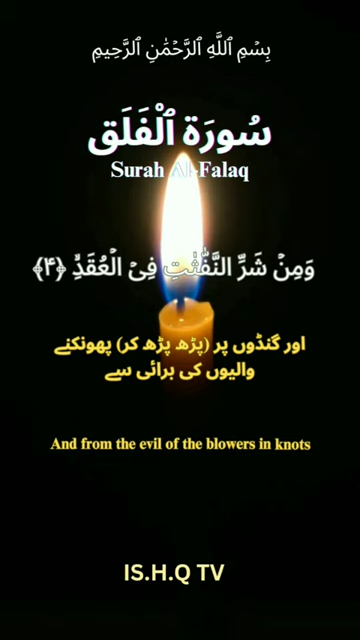 بِسْمِ ٱللَّهِ ٱلرَّحْمَٰنِ ٱلرَّحِيمِ
سُورَة ٱلْفَلَق
Surah Al-Falaq
وَمِنۡ شَرِّ النَّفّٰثٰتِ فِى الۡعُقَدِۙ ﴿۴﴾
اور گنڈوں پر (پڑھ پڑھ کر) پھونکنے
والیوں کی برائی سے
And from the evil of the blowers in knots
IS.H.Q TV